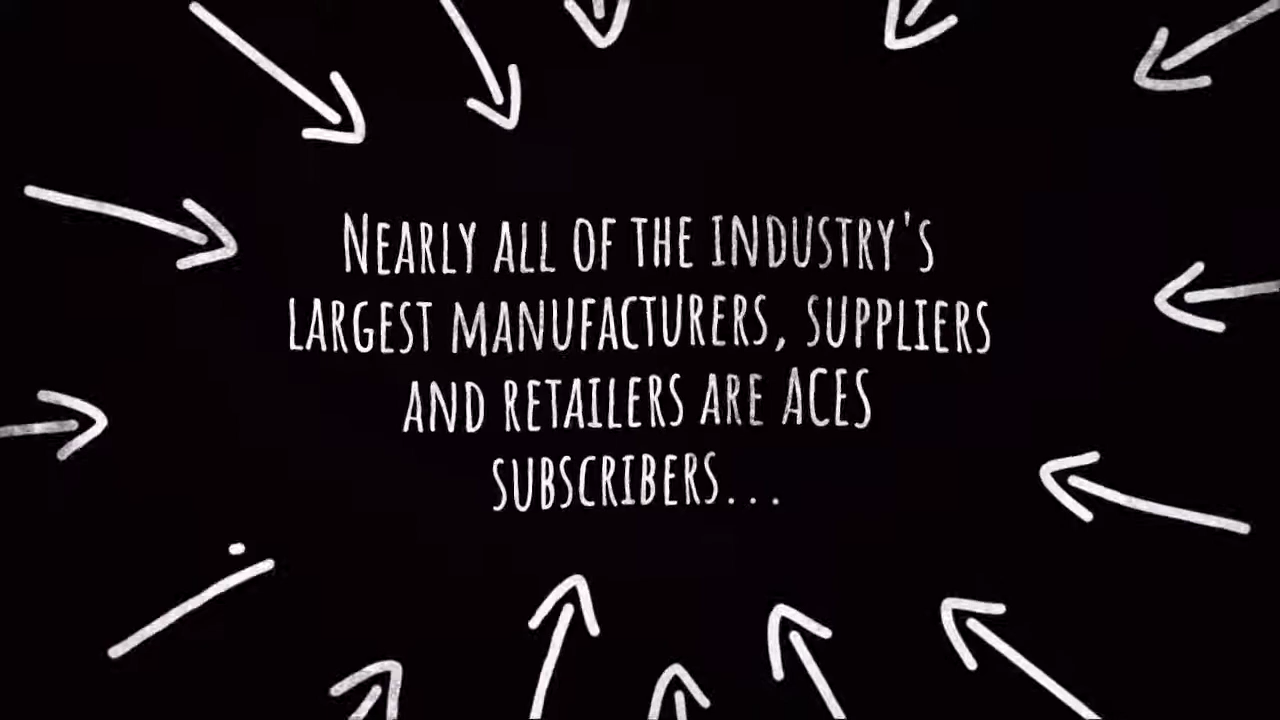 Nearly all of the industry's
largest manufacturers, suppliers
and retailers are ACES
subscribers...